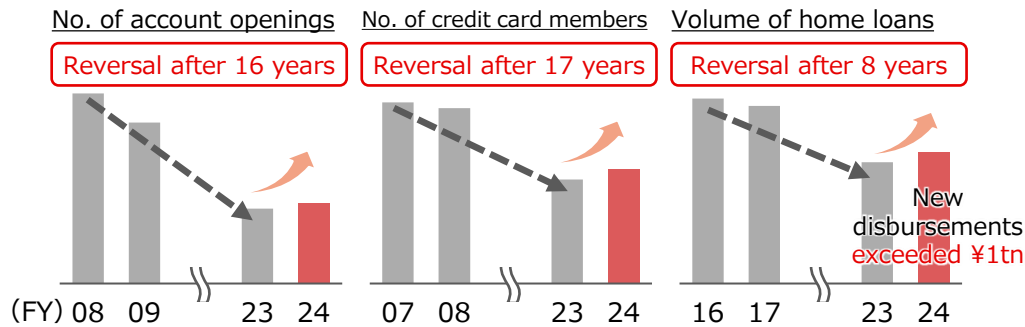 No. of account openings
Reversal after 16 years
(FY) 08 09 23 24
No. of credit card members
Reversal after 17 years
07 08 23 24
Volume of home loans
Reversal after 8 years
New
disbursements
exceeded ¥1tn
16 17 23 24